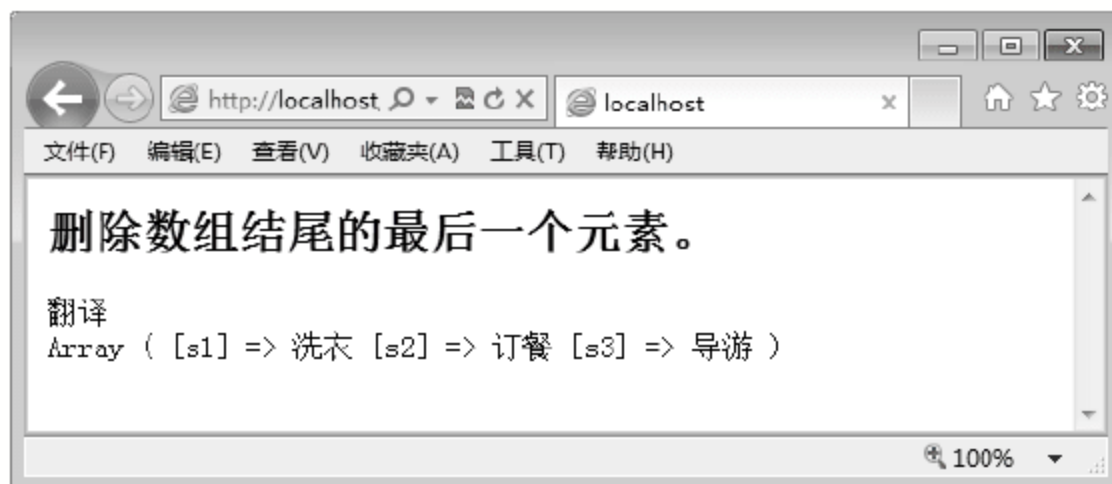 http://localhost
localhost
文件(F) 编辑(E) 查看(V) 收藏夹(A) 工具(T) 帮助(H)
删除数组结尾的最后一个元素。
翻译
Array ( [s1] => 洗衣 [s2] => 订餐 [s3] => 导游 )
100%